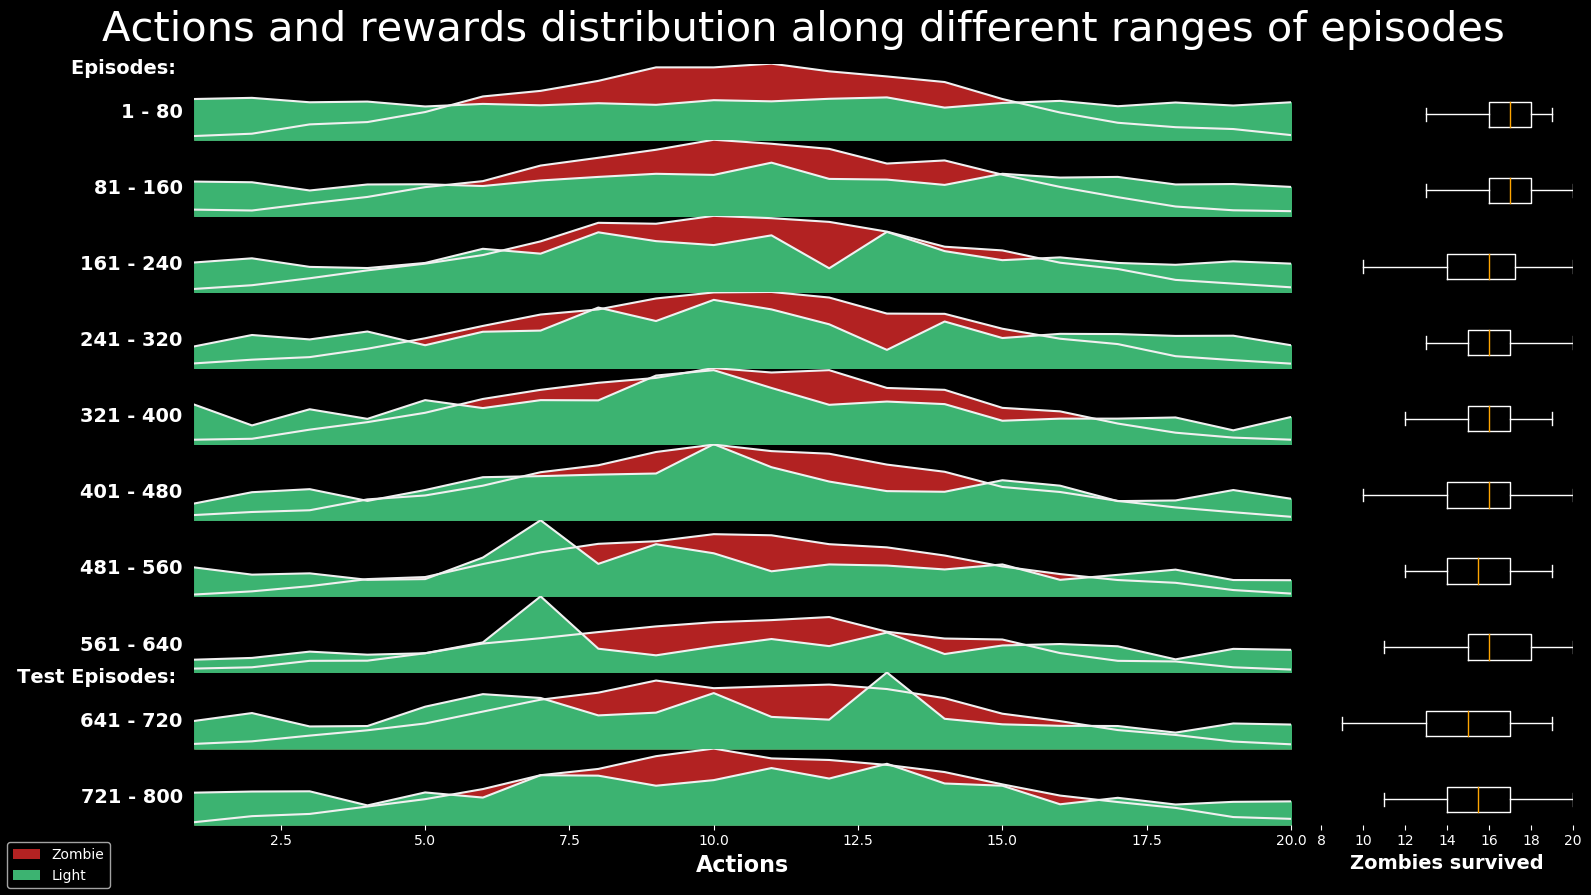 Actions and rewards distribution along different ranges of episodes
Episodes:
1 - 80
81 - 160
161 - 240
241 - 320
321 - 400
401 - 480
481 - 560
561 - 640
Test Episodes:
641 - 720
721 - 800
2.5 5.0 7.5 10.0 12.5 15.0 17.5 20.0
8 10 12 14 16 18 20
Actions
Zombies survived
Zombie
Light